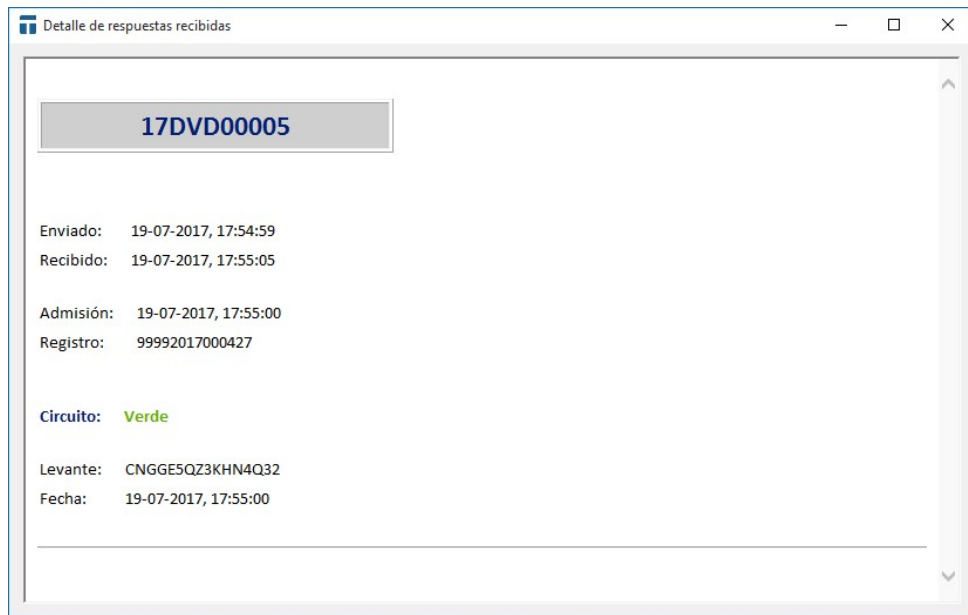 Detalle de respuestas recibidas
17DVD00005
Enviado: 19-07-2017, 17:54:59
Recibido: 19-07-2017, 17:55:05
Admisión: 19-07-2017, 17:55:00
Registro: 99992017000427
Circuito: Verde
Levante: CNGGE5QZ3KHN4Q32
Fecha: 19-07-2017, 17:55:00